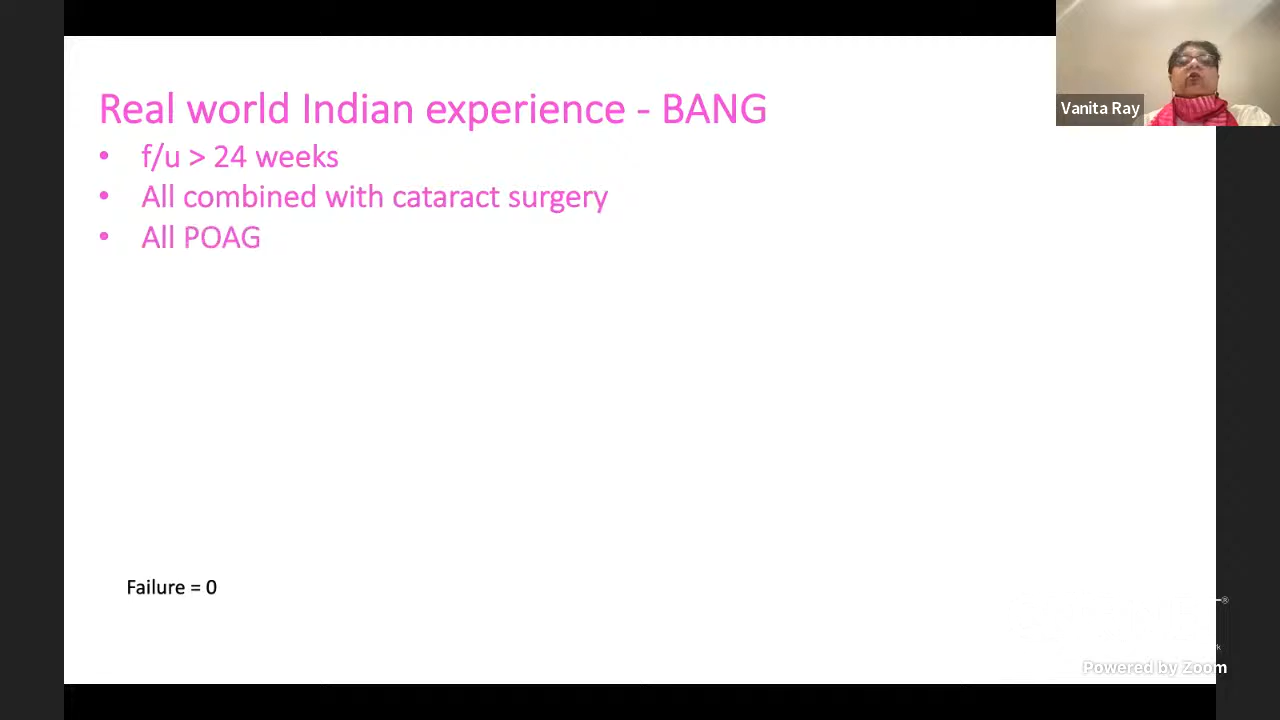 Real world Indian experience - BANG
• f/u > 24 weeks
• All combined with cataract surgery
• All POAG
Failure = 0
Vanita Ray
®
Powered by Zoom